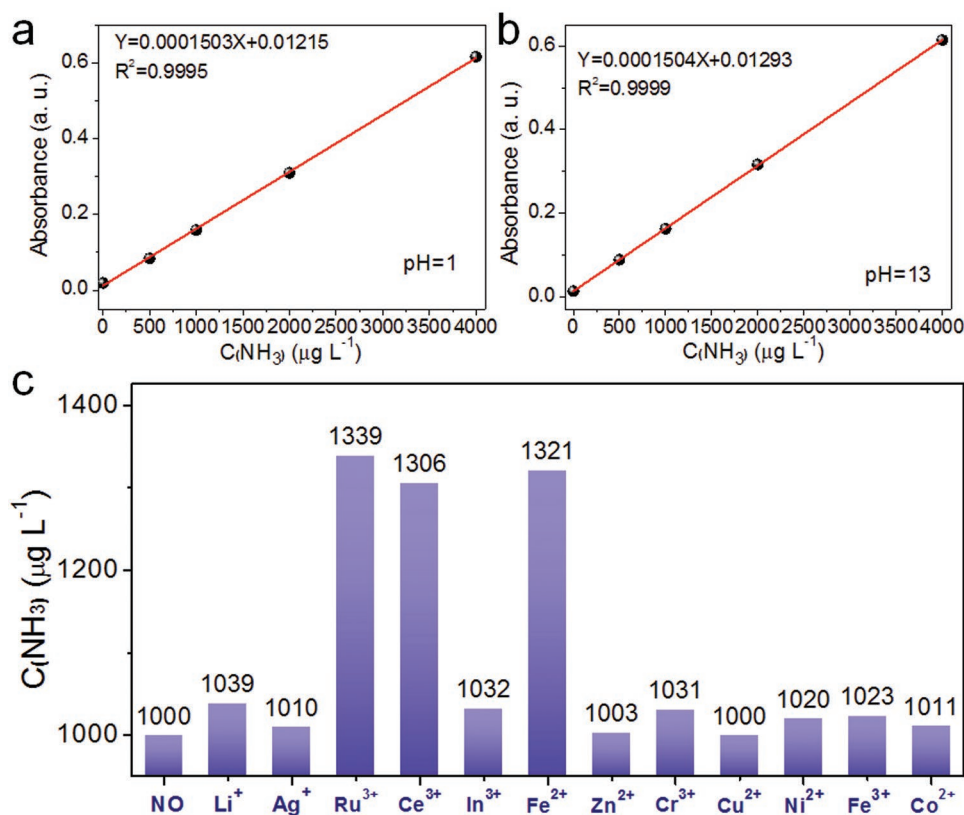 a
Y=0.0001503X+0.01215
R²=0.9995
Absorbance (a. u.)
0.6
0.4
0.2
0.0
pH=1
0 500 1000 1500 2000 2500 3000 3500 4000
C(NH₃) (μg L⁻¹)
b
Y=0.0001504X+0.01293
R²=0.9999
Absorbance (a. u.)
0.6
0.4
0.2
0.0
pH=13
0 500 1000 1500 2000 2500 3000 3500 4000
C(NH₃) (μg L⁻¹)
c
C(NH₃) (μg L⁻¹)
1400
1200
1000
1000 1039 1010 1339 1306 1032 1321 1003 1031 1000 1020 1023 1011
NO Li⁺ Ag⁺ Ru³⁺ Ce³⁺ In³⁺ Fe²⁺ Zn²⁺ Cr³⁺ Cu²⁺ Ni²⁺ Fe³⁺ Co²⁺